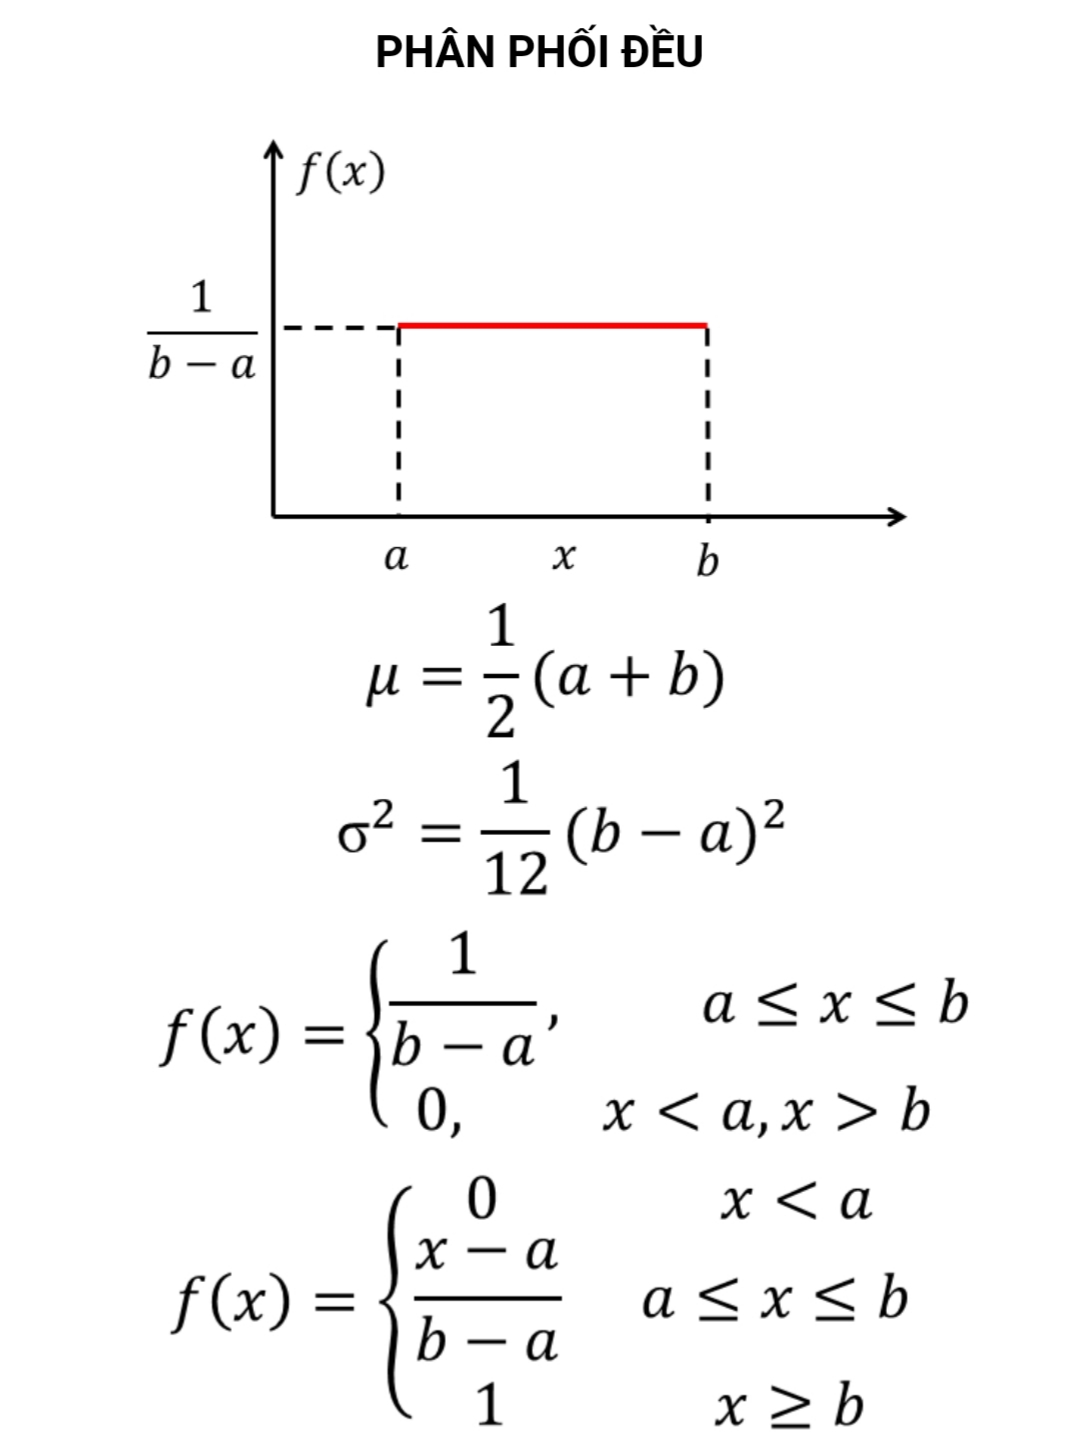 PHÂN PHỐI ĐỀU
f(x)
1
b − a
a x b
μ = 1/2 (a + b)
σ² = 1/12 (b − a)²
f(x) = { 1/(b − a), a ≤ x ≤ b
0, x < a, x > b
f(x) = { 0 x < a
(x − a)/(b − a) a ≤ x ≤ b
1 x ≥ b